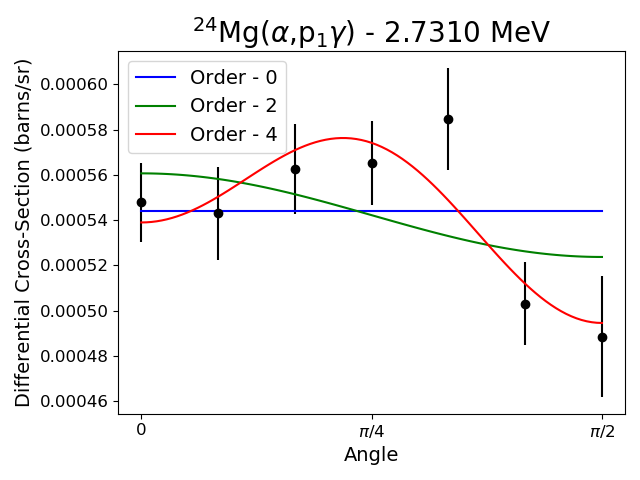 ²⁴Mg(α,p₁γ) - 2.7310 MeV
Order - 0
Order - 2
Order - 4
Differential Cross-Section (barns/sr)
0.00060
0.00058
0.00056
0.00054
0.00052
0.00050
0.00048
0.00046
0 π/4 π/2
Angle